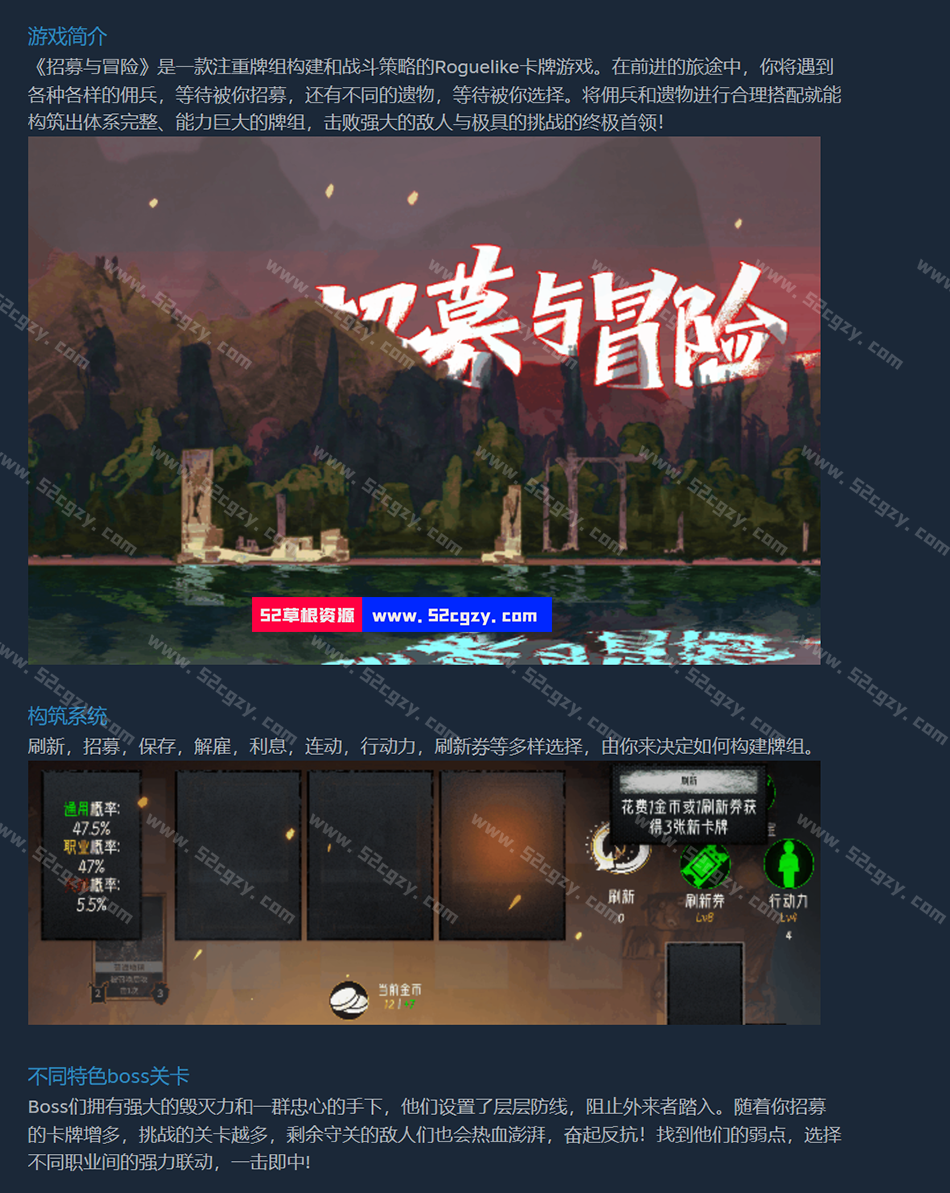 游戏简介
《招募与冒险》是一款注重牌组构建和战斗策略的Roguelike卡牌游戏。在前进的旅途中，你将遇到
各种各样的佣兵，等待被你招募，还有不同的遗物，等待被你选择。将佣兵和遗物进行合理搭配就能
构筑出体系完整、能力巨大的牌组，击败强大的敌人与极具的挑战的终极首领！
招募与冒险
52草根资源 www.52cgzy.com
构筑系统
刷新，招募，保存，解雇，利息，连动，行动力，刷新券等多样选择，由你来决定如何构建牌组。
刷新
花费1金币或1刷新券获
得3张新卡牌
通用概率:
47.5%
职业概率:
47%
概率:
5.5%
刷新
0
刷新券
Lv8
行动力
Lv4
4
当前金币
12/
2 3
不同特色boss关卡
Boss们拥有强大的毁灭力和一群忠心的手下，他们设置了层层防线，阻止外来者踏入。随着你招募
的卡牌增多，挑战的关卡越多，剩余守关的敌人们也会热血澎湃，奋起反抗！找到他们的弱点，选择
不同职业间的强力联动，一击即中!
www.52cgzy.com